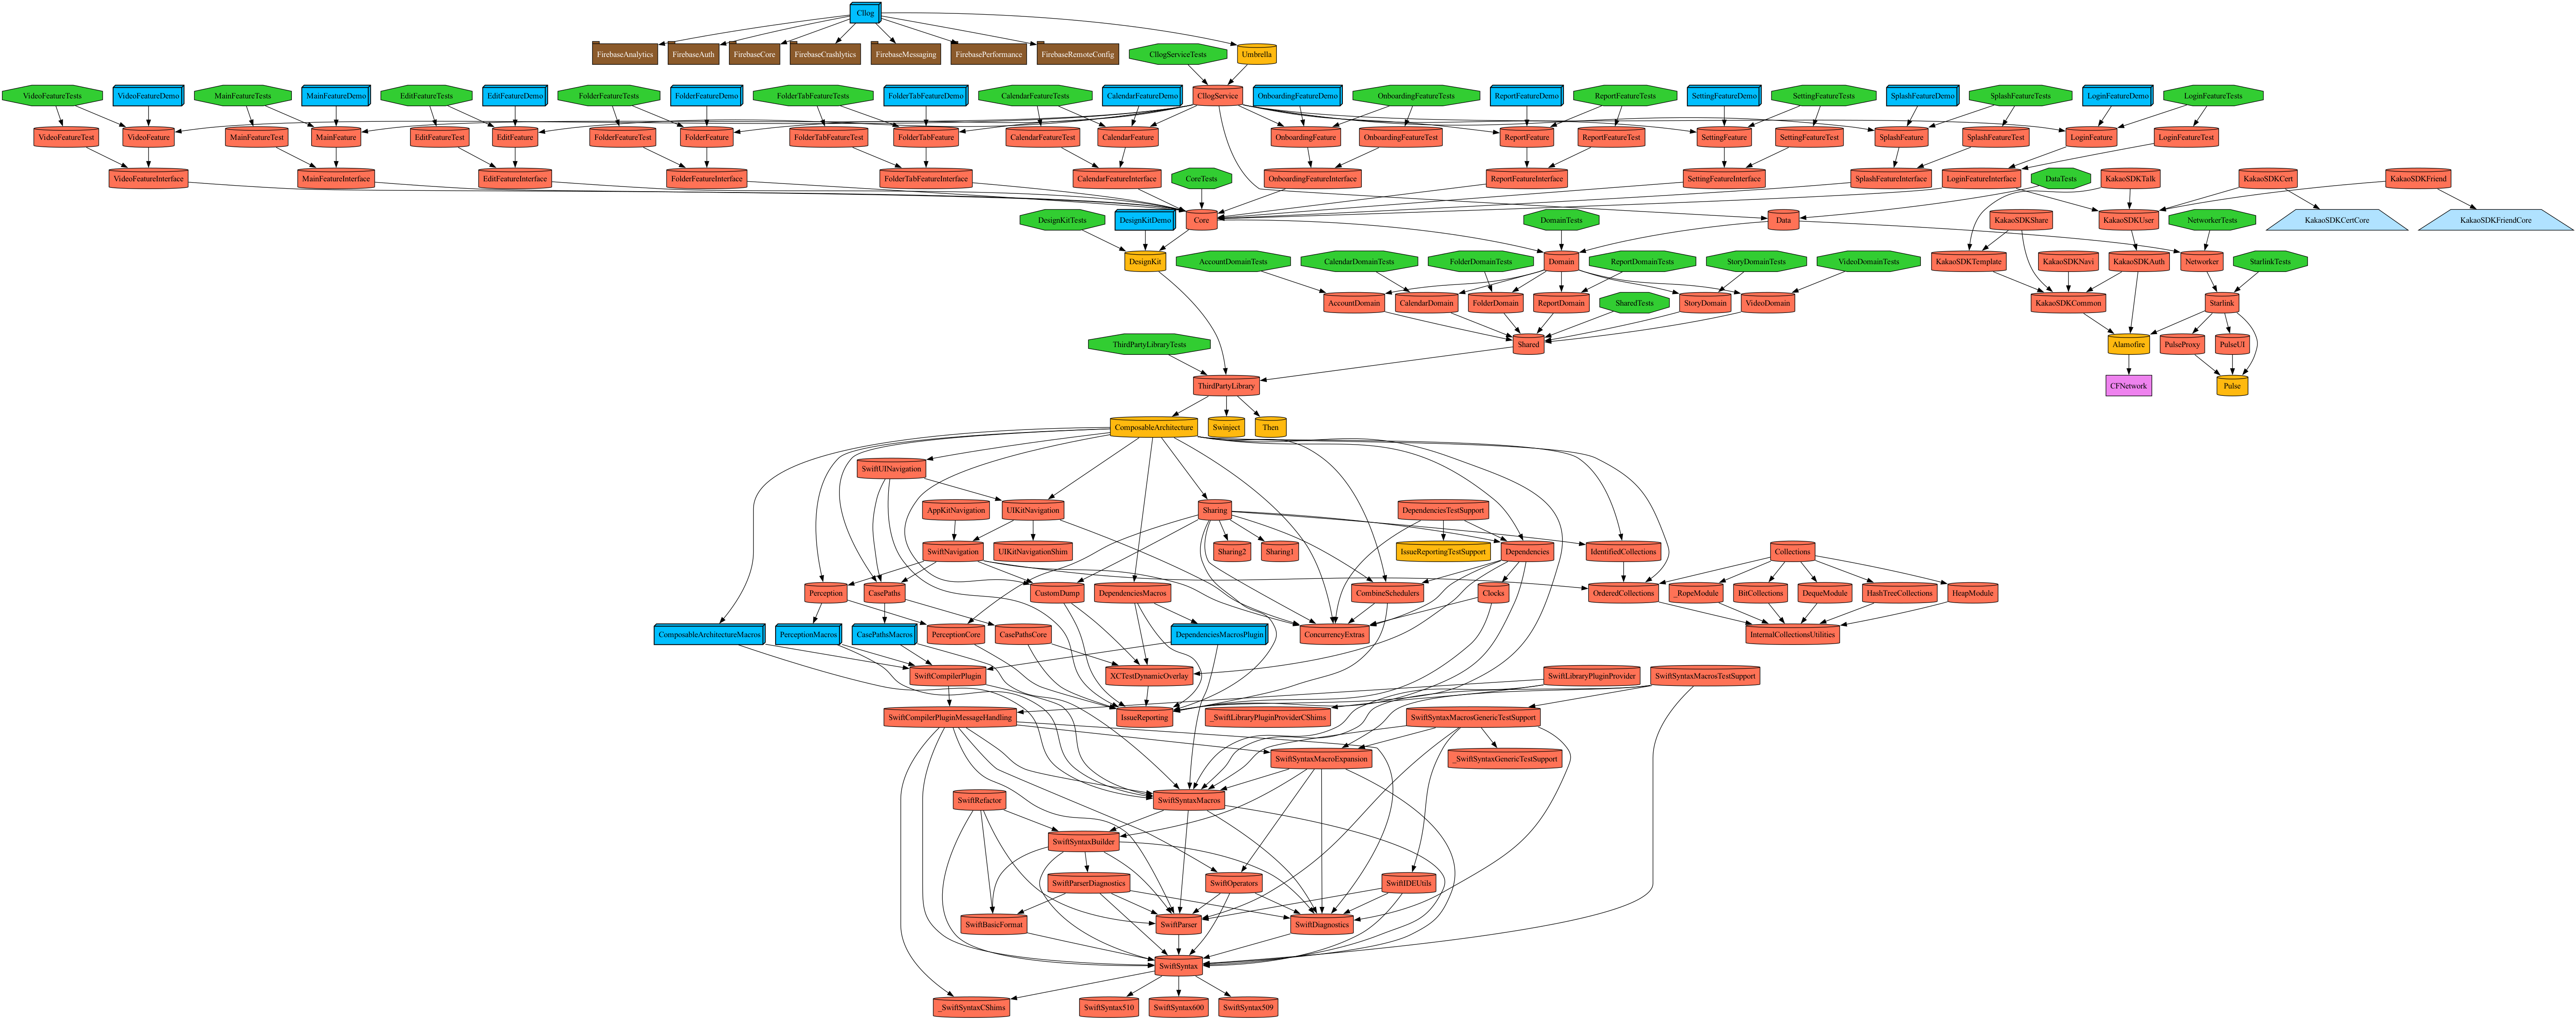 Cllog
FirebaseAnalytics
FirebaseAuth
FirebaseCore
FirebaseCrashlytics
FirebaseMessaging
FirebasePerformance
FirebaseRemoteConfig
CllogServiceTests
Umbrella
VideoFeatureTests
VideoFeatureDemo
MainFeatureTests
MainFeatureDemo
EditFeatureTests
EditFeatureDemo
FolderFeatureTests
FolderFeatureDemo
FolderTabFeatureTests
FolderTabFeatureDemo
CalendarFeatureTests
CalendarFeatureDemo
CllogService
OnboardingFeatureDemo
OnboardingFeatureTests
ReportFeatureDemo
ReportFeatureTests
SettingFeatureDemo
SettingFeatureTests
SplashFeatureDemo
SplashFeatureTests
LoginFeatureDemo
LoginFeatureTests
VideoFeatureTest
VideoFeature
MainFeatureTest
MainFeature
EditFeatureTest
EditFeature
FolderFeatureTest
FolderFeature
FolderTabFeatureTest
FolderTabFeature
CalendarFeatureTest
CalendarFeature
OnboardingFeature
OnboardingFeatureTest
ReportFeature
ReportFeatureTest
SettingFeature
SettingFeatureTest
SplashFeature
SplashFeatureTest
LoginFeature
LoginFeatureTest
VideoFeatureInterface
MainFeatureInterface
EditFeatureInterface
FolderFeatureInterface
FolderTabFeatureInterface
CalendarFeatureInterface
CoreTests
OnboardingFeatureInterface
ReportFeatureInterface
SettingFeatureInterface
SplashFeatureInterface
LoginFeatureInterface
DataTests
KakaoSDKTalk
KakaoSDKCert
KakaoSDKFriend
DesignKitTests
DesignKitDemo
Core
DomainTests
Data
KakaoSDKShare
KakaoSDKUser
NetworkerTests
KakaoSDKCertCore
KakaoSDKFriendCore
DesignKit
AccountDomainTests
CalendarDomainTests
FolderDomainTests
Domain
ReportDomainTests
StoryDomainTests
VideoDomainTests
KakaoSDKTemplate
KakaoSDKNavi
KakaoSDKAuth
Networker
StarlinkTests
AccountDomain
CalendarDomain
FolderDomain
ReportDomain
SharedTests
StoryDomain
VideoDomain
KakaoSDKCommon
Starlink
ThirdPartyLibraryTests
Shared
Alamofire
PulseProxy
PulseUI
ThirdPartyLibrary
CFNetwork
Pulse
ComposableArchitecture
Swinject
Then
SwiftUINavigation
AppKitNavigation
UIKitNavigation
Sharing
DependenciesTestSupport
SwiftNavigation
UIKitNavigationShim
Sharing2
Sharing1
IssueReportingTestSupport
Dependencies
IdentifiedCollections
Collections
Perception
CasePaths
CustomDump
DependenciesMacros
CombineSchedulers
Clocks
OrderedCollections
_RopeModule
BitCollections
DequeModule
HashTreeCollections
HeapModule
ComposableArchitectureMacros
PerceptionMacros
CasePathsMacros
PerceptionCore
CasePathsCore
DependenciesMacrosPlugin
ConcurrencyExtras
InternalCollectionsUtilities
SwiftCompilerPlugin
XCTestDynamicOverlay
SwiftLibraryPluginProvider
SwiftSyntaxMacrosTestSupport
SwiftCompilerPluginMessageHandling
IssueReporting
_SwiftLibraryPluginProviderCShims
SwiftSyntaxMacrosGenericTestSupport
SwiftSyntaxMacroExpansion
_SwiftSyntaxGenericTestSupport
SwiftRefactor
SwiftSyntaxMacros
SwiftSyntaxBuilder
SwiftParserDiagnostics
SwiftOperators
SwiftIDEUtils
SwiftBasicFormat
SwiftParser
SwiftDiagnostics
SwiftSyntax
_SwiftSyntaxCShims
SwiftSyntax510
SwiftSyntax600
SwiftSyntax509